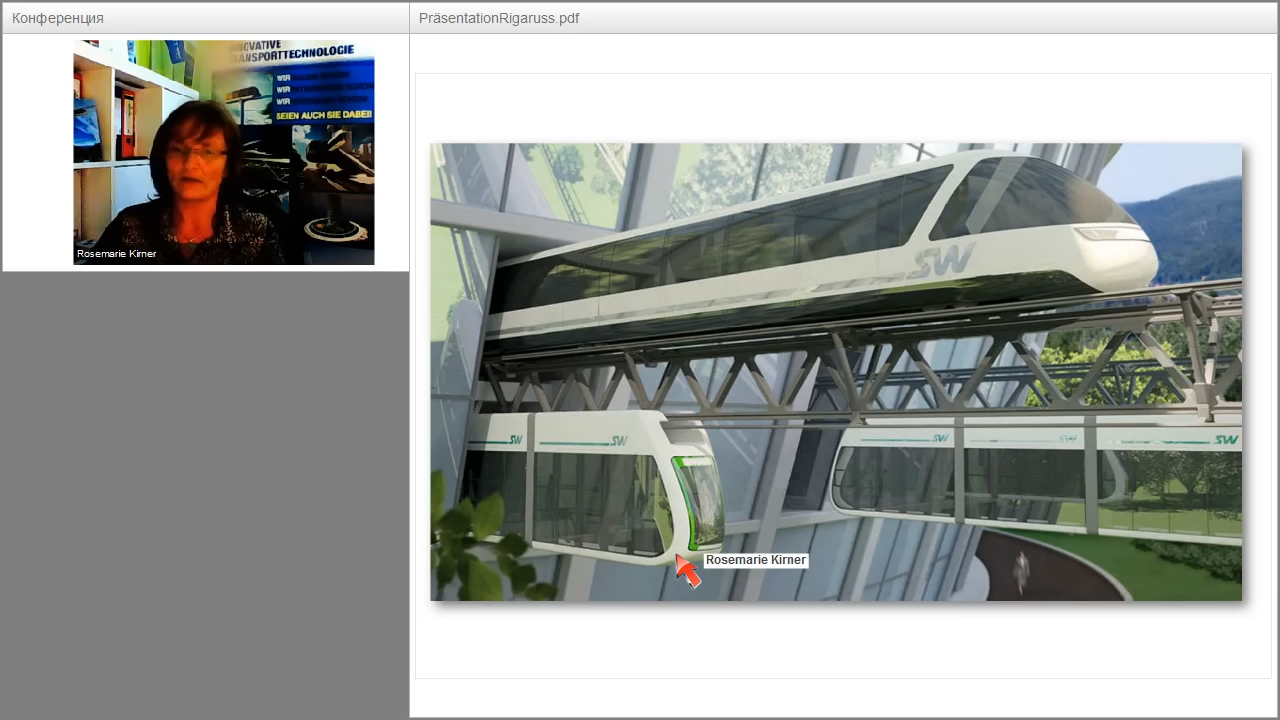 Конференция
PräsentationRigaruss.pdf
INNOVATIVE
TRANSPORTTECHNOLOGIE
WIR
WIR
WIR
SEIEN AUCH SIE DABEI!
Rosemarie Kirner
SW
SW
SW
SW
SW
SW
Rosemarie Kirner